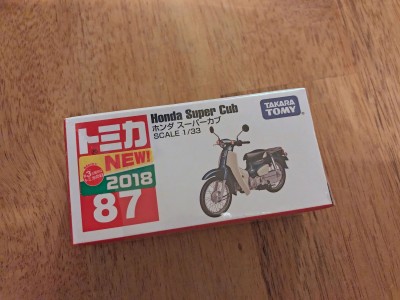 Honda Super Cub
ホンダ スーパーカブ
SCALE 1/33
TAKARA
TOMY
トミカ
NEW!
2018
87